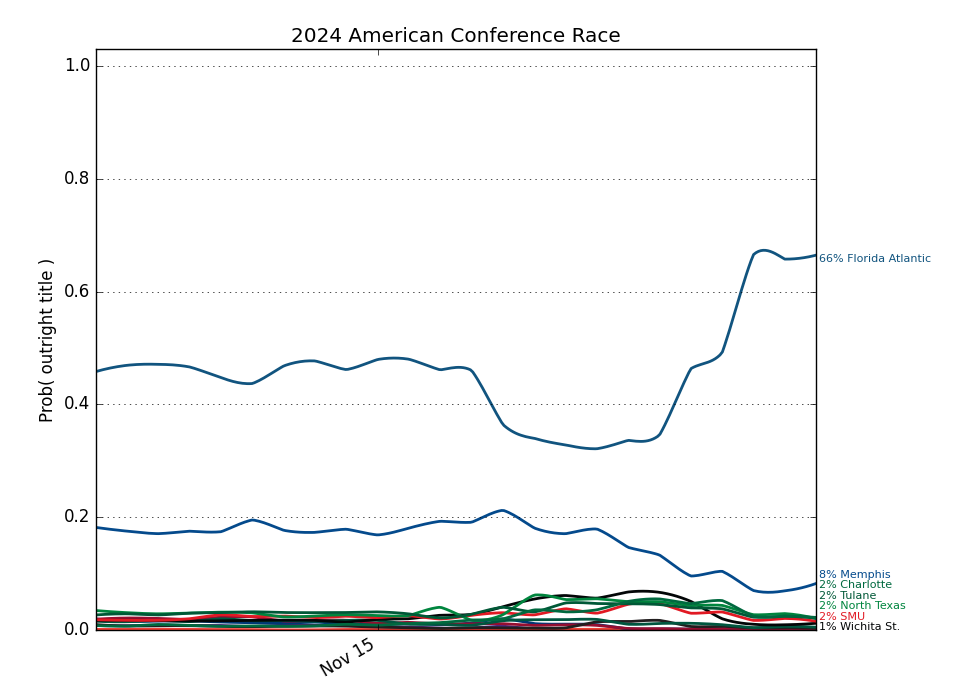 2024 American Conference Race
1.0
0.8
0.6
0.4
0.2
0.0
Prob( outright title )
Nov 15
66% Florida Atlantic
8% Memphis
2% Charlotte
2% Tulane
2% North Texas
2% SMU
1% Wichita St.